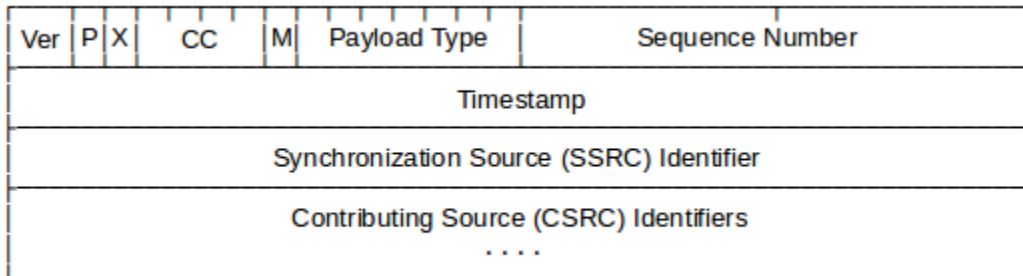 Ver P X CC M Payload Type Sequence Number
Timestamp
Synchronization Source (SSRC) Identifier
Contributing Source (CSRC) Identifiers
. . . .